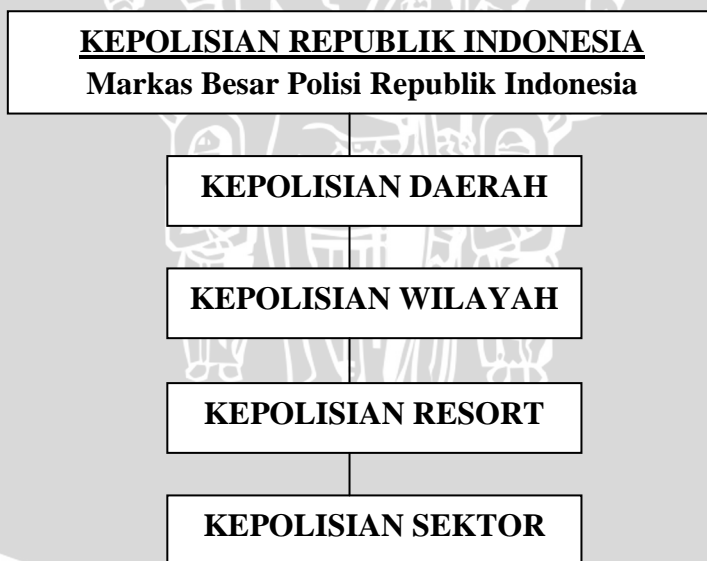 KEPOLISIAN REPUBLIK INDONESIA
Markas Besar Polisi Republik Indonesia
KEPOLISIAN DAERAH
KEPOLISIAN WILAYAH
KEPOLISIAN RESORT
KEPOLISIAN SEKTOR